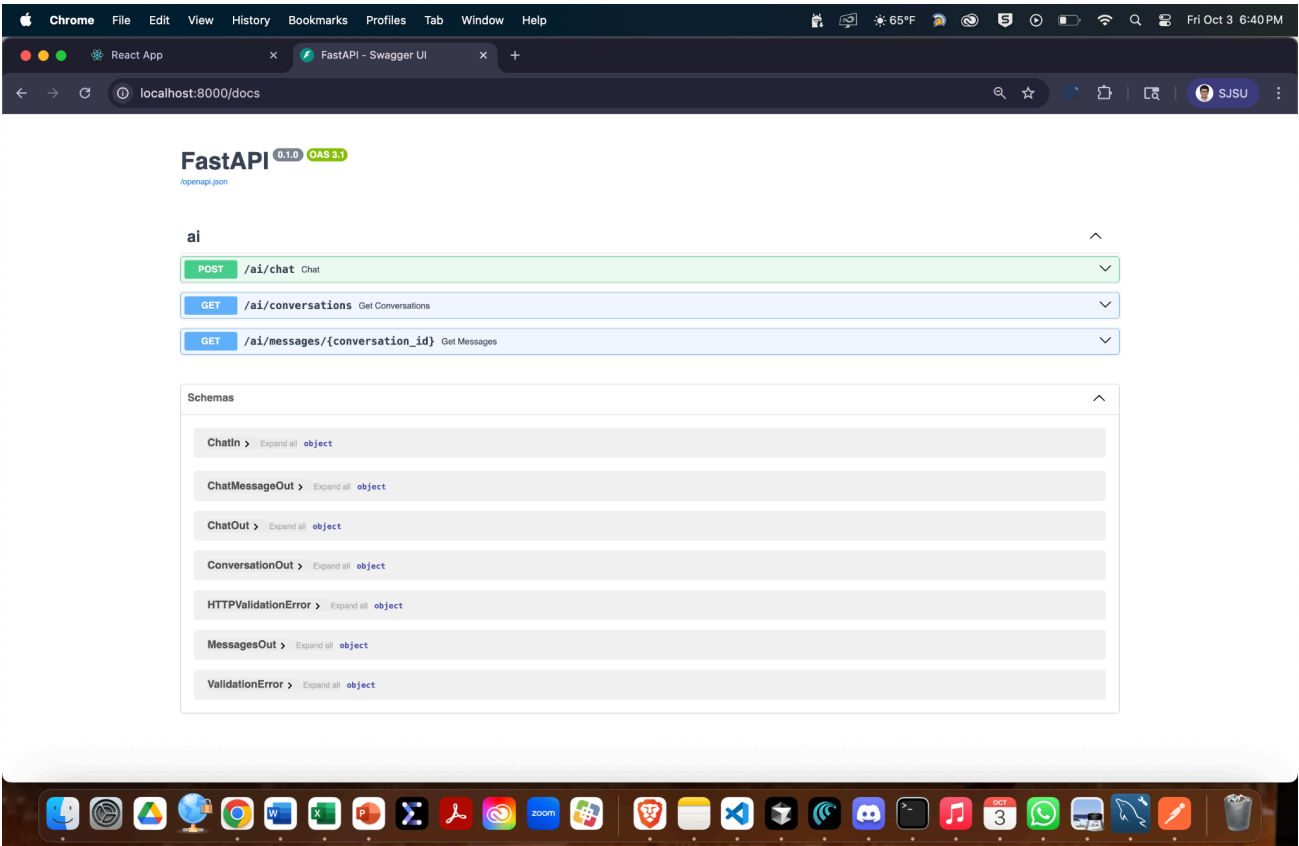 Chrome File Edit View History Bookmarks Profiles Tab Window Help 65°F Fri Oct 3 6:40 PM
React App FastAPI - Swagger UI
localhost:8000/docs SJSU
FastAPI 0.1.0 OAS 3.1
/openapi.json
ai
POST /ai/chat Chat
GET /ai/conversations Get Conversations
GET /ai/messages/{conversation_id} Get Messages
Schemas
ChatIn Expand all object
ChatMessageOut Expand all object
ChatOut Expand all object
ConversationOut Expand all object
HTTPValidationError Expand all object
MessagesOut Expand all object
ValidationError Expand all object
zoom OCT
3